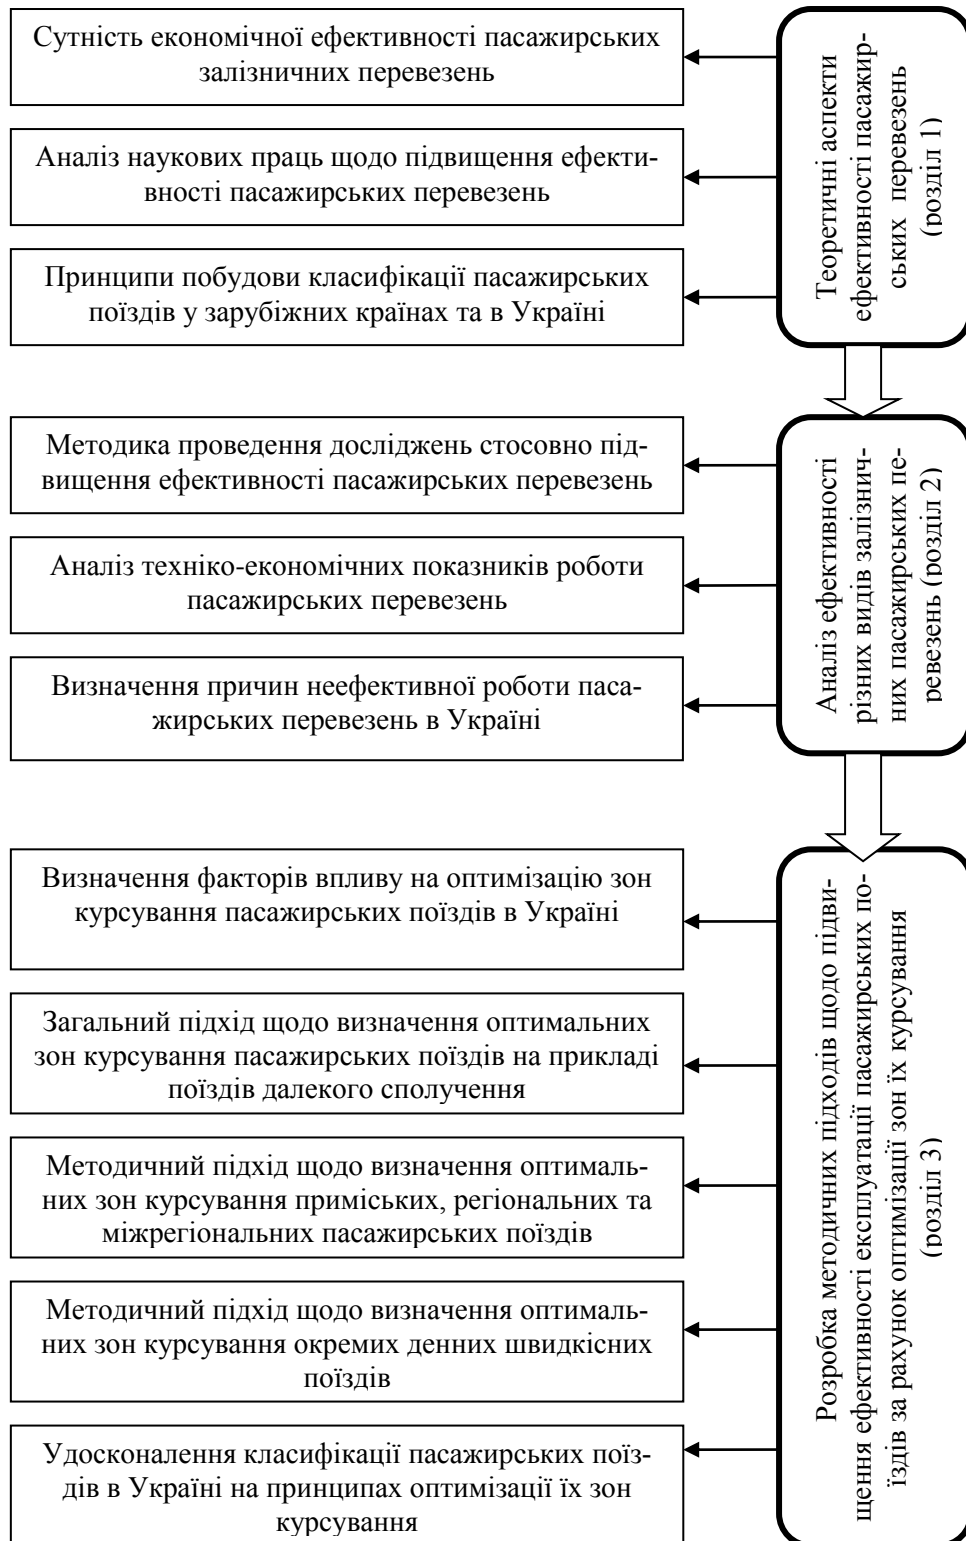 Сутність економічної ефективності пасажирських
залізничних перевезень
Аналіз наукових праць щодо підвищення ефекти-
вності пасажирських перевезень
Принципи побудови класифікації пасажирських
поїздів у зарубіжних країнах та в Україні
Теоретичні аспекти
ефективності пасажир-
ських перевезень
(розділ 1)
Методика проведення досліджень стосовно під-
вищення ефективності пасажирських перевезень
Аналіз техніко-економічних показників роботи
пасажирських перевезень
Визначення причин неефективної роботи паса-
жирських перевезень в Україні
Аналіз ефективності
різних видів залізнич-
них пасажирських пе-
ревезень (розділ 2)
Визначення факторів впливу на оптимізацію зон
курсування пасажирських поїздів в Україні
Загальний підхід щодо визначення оптимальних
зон курсування пасажирських поїздів на прикладі
поїздів далекого сполучення
Методичний підхід щодо визначення оптималь-
них зон курсування приміських, регіональних та
міжрегіональних пасажирських поїздів
Методичний підхід щодо визначення оптималь-
них зон курсування окремих денних швидкісних
поїздів
Удосконалення класифікації пасажирських поїз-
дів в Україні на принципах оптимізації їх зон
курсування
Розробка методичних підходів щодо підви-
щення ефективності експлуатації пасажирських по-
їздів за рахунок оптимізації зон їх курсування
(розділ 3)